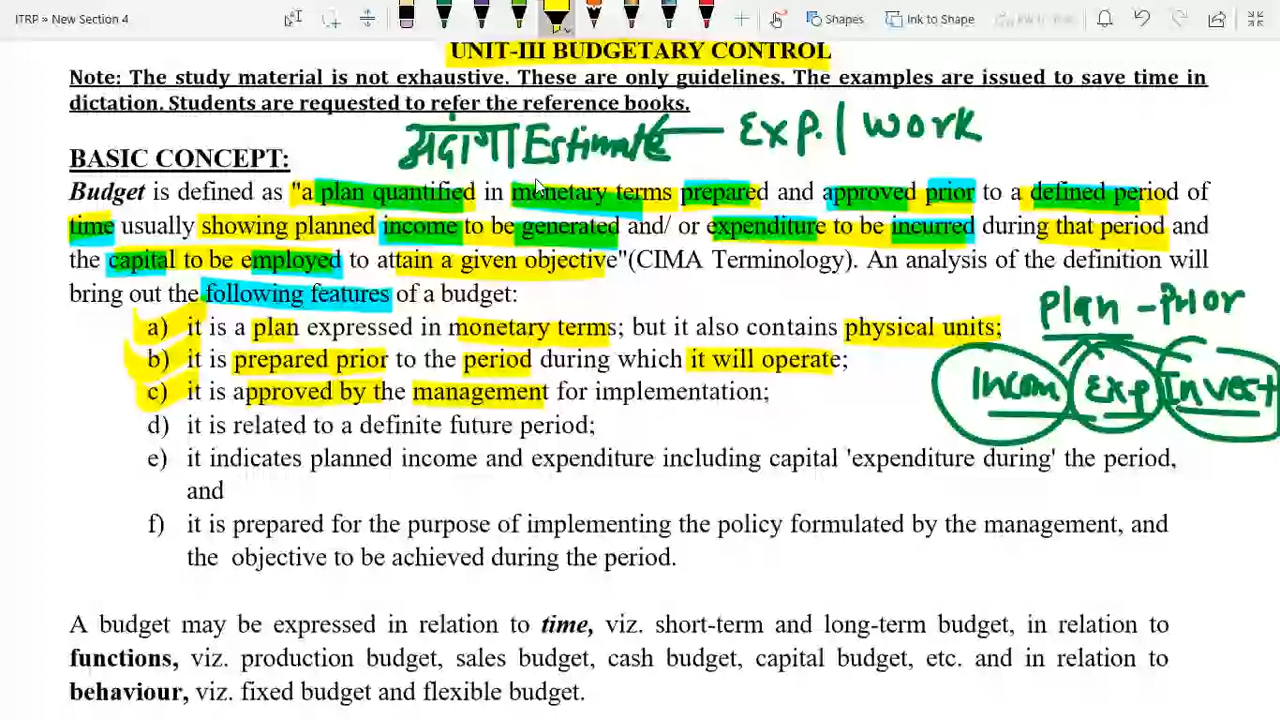 ITRP » New Section 4
Shapes
Ink to Shape
UNIT-III BUDGETARY CONTROL
Note: The study material is not exhaustive. These are only guidelines. The examples are issued to save time in
dictation. Students are requested to refer the reference books.
Estimate Exp. | work
BASIC CONCEPT:
Budget is defined as "a plan quantified in monetary terms prepared and approved prior to a defined period of
time usually showing planned income to be generated and/ or expenditure to be incurred during that period and
the capital to be employed to attain a given objective"(CIMA Terminology). An analysis of the definition will
bring out the following features of a budget:
Plan - Prior
a) it is a plan expressed in monetary terms; but it also contains physical units;
b) it is prepared prior to the period during which it will operate;
Incom Exp Invest
c) it is approved by the management for implementation;
d) it is related to a definite future period;
e) it indicates planned income and expenditure including capital 'expenditure during' the period,
and
f) it is prepared for the purpose of implementing the policy formulated by the management, and
the objective to be achieved during the period.
A budget may be expressed in relation to time, viz. short-term and long-term budget, in relation to
functions, viz. production budget, sales budget, cash budget, capital budget, etc. and in relation to
behaviour, viz. fixed budget and flexible budget.